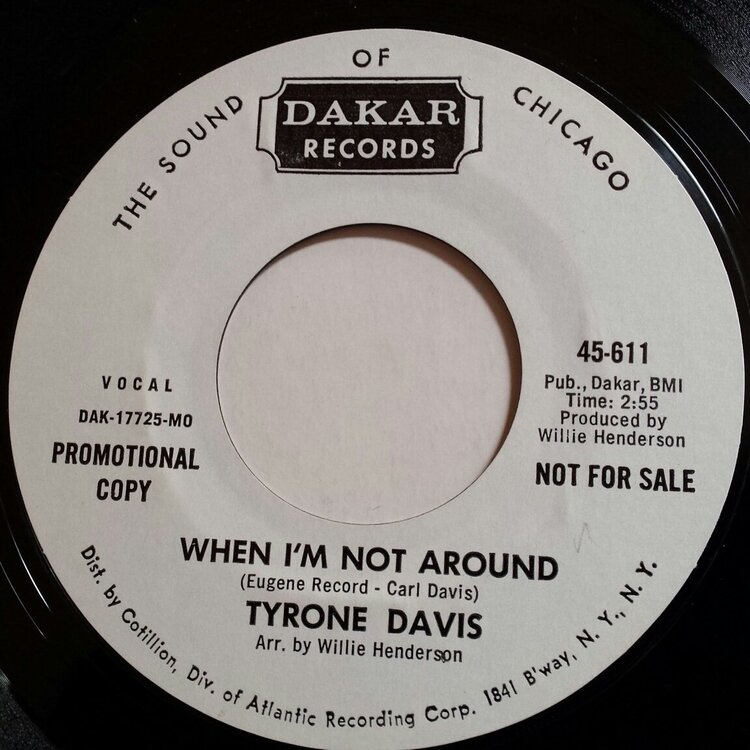 THE SOUND OF CHICAGO
DAKAR
RECORDS
VOCAL
DAK-17725-MO
PROMOTIONAL
COPY
45-611
Pub., Dakar, BMI
Time: 2:55
Produced by
Willie Henderson
NOT FOR SALE
WHEN I'M NOT AROUND
(Eugene Record - Carl Davis)
TYRONE DAVIS
Arr. by Willie Henderson
Dist. by Cotillion, Div. of Atlantic Recording Corp. 1841 B'way, N. Y., N. Y.